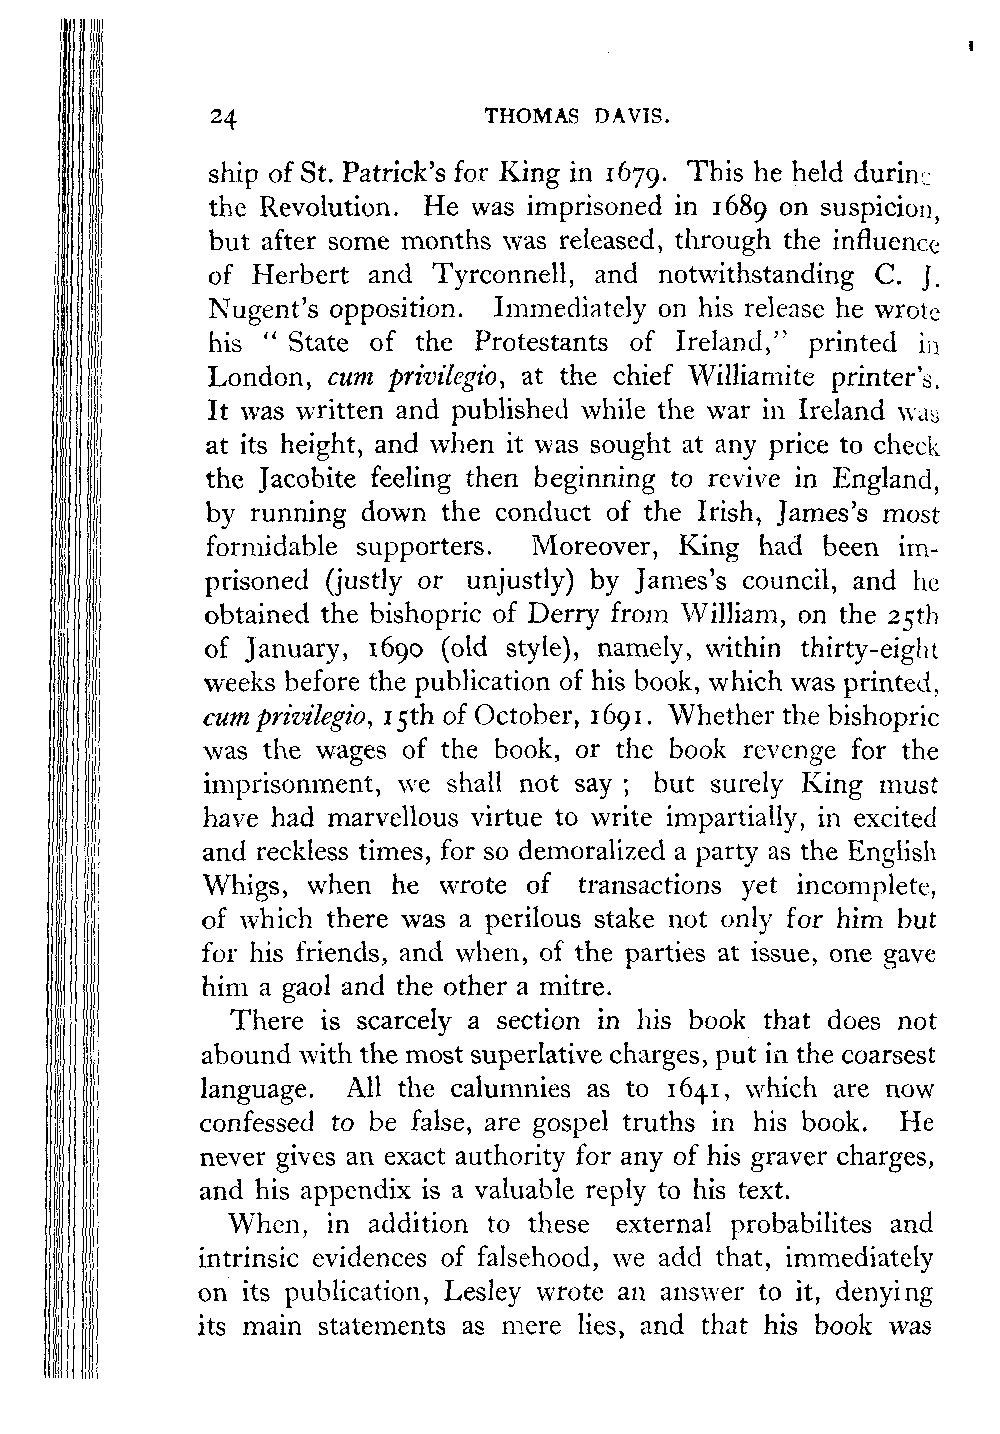 24 THOMAS DAVIS.
ship of St. Patrick's for King in 1679. This he held during
the Revolution. He was imprisoned in 1689 on suspicion,
but after some months was released, through the influence
of Herbert and Tyrconnell, and notwithstanding C. J.
Nugent's opposition. Immediately on his release he wrote
his "State of the Protestants of Ireland," printed in
London, cum privilegio, at the chief Williamite printer's.
It was written and published while the war in Ireland was
at its height, and when it was sought at any price to check
the Jacobite feeling then beginning to revive in England,
by running down the conduct of the Irish, James's most
formidable supporters. Moreover, King had been im-
prisoned (justly or unjustly) by James's council, and he
obtained the bishopric of Derry from William, on the 25th
of January, 1690 (old style), namely, within thirty-eight
weeks before the publication of his book, which was printed,
cum privilegio, 15th of October, 1691. Whether the bishopric
was the wages of the book, or the book revenge for the
imprisonment, we shall not say ; but surely King must
have had marvellous virtue to write impartially, in excited
and reckless times, for so demoralized a party as the English
Whigs, when he wrote of transactions yet incomplete,
of which there was a perilous stake not only for him but
for his friends, and when, of the parties at issue, one gave
him a gaol and the other a mitre.
There is scarcely a section in his book that does not
abound with the most superlative charges, put in the coarsest
language. All the calumnies as to 1641, which are now
confessed to be false, are gospel truths in his book. He
never gives an exact authority for any of his graver charges,
and his appendix is a valuable reply to his text.
When, in addition to these external probabilites and
intrinsic evidences of falsehood, we add that, immediately
on its publication, Lesley wrote an answer to it, denying
its main statements as mere lies, and that his book was